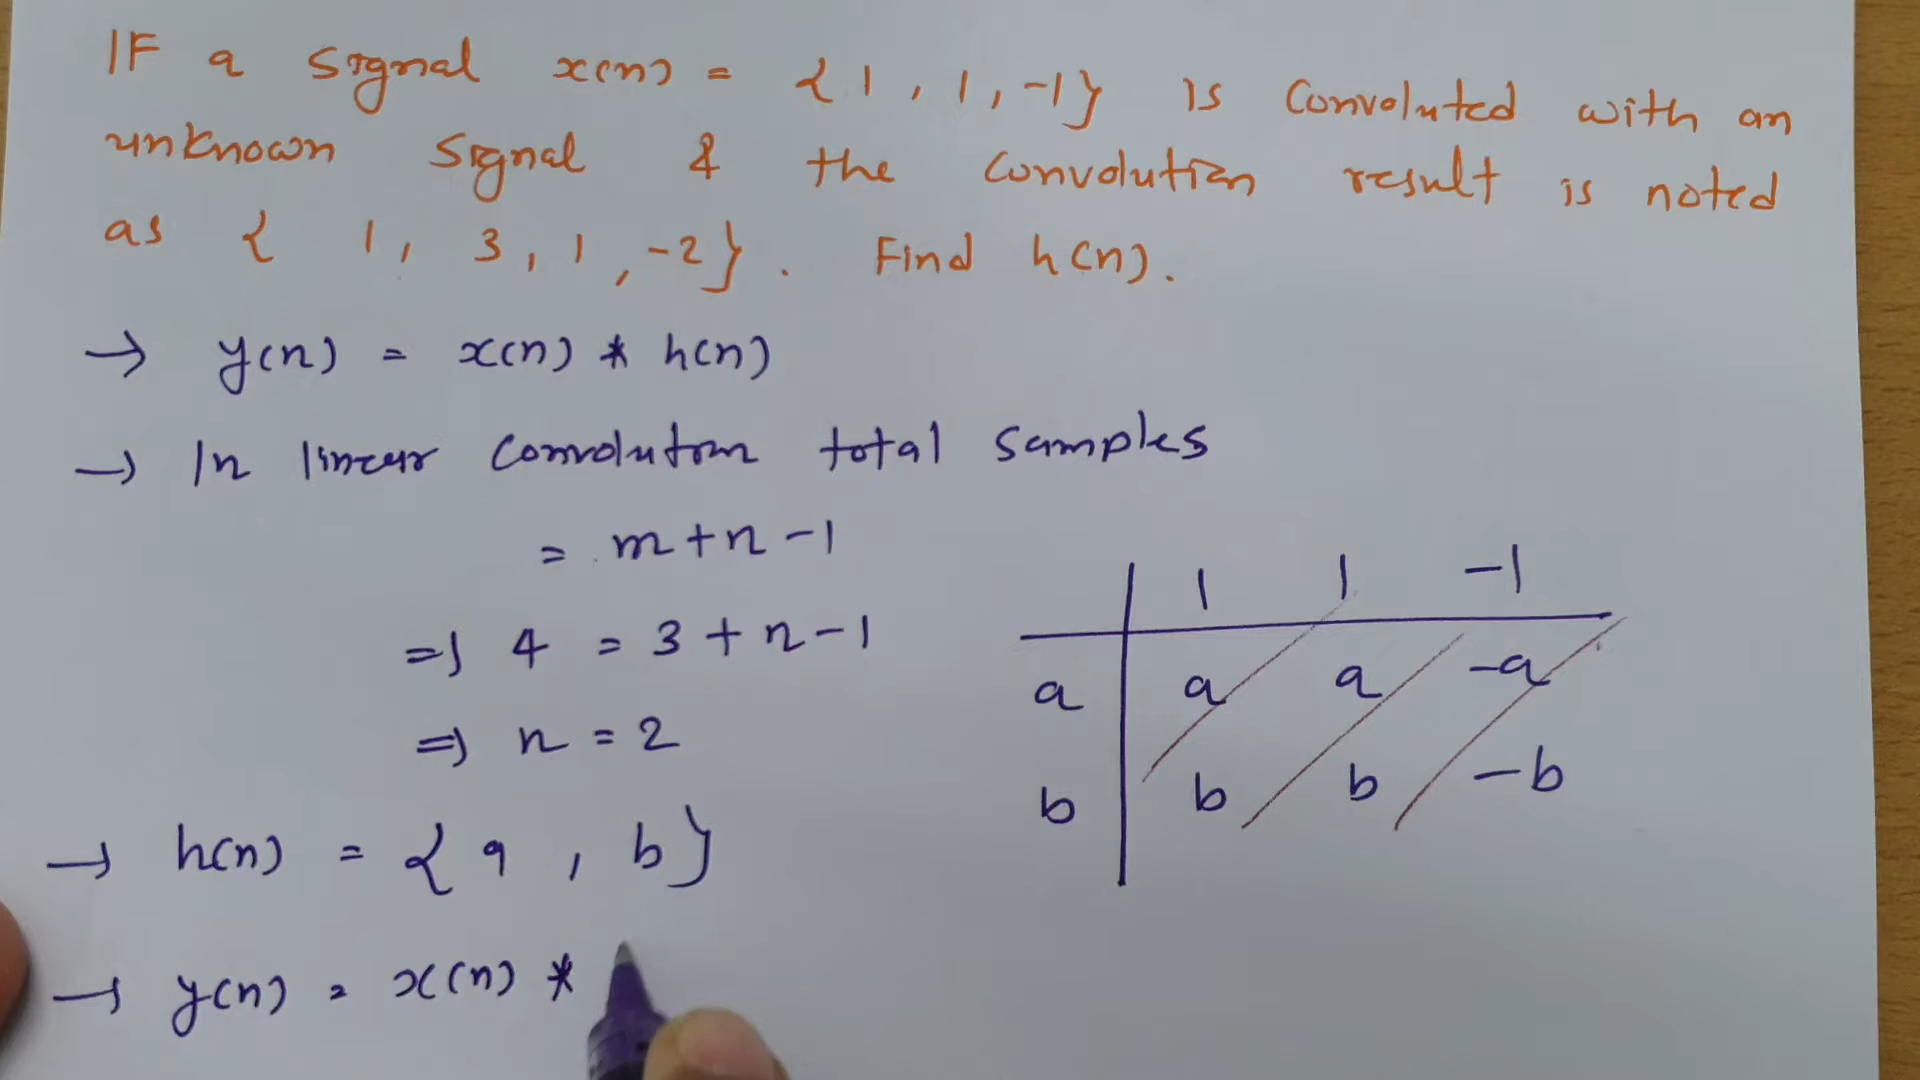 IF a signal x(n) = {1, 1, -1} is convoluted with an
unknown signal & the convolution result is noted
as { 1, 3, 1, -2}. Find h(n).
→ y(n) = x(n) * h(n)
→ In linear convolution total samples
= m+n-1
⇒ 4 = 3+n-1
⇒ n = 2
→ h(n) = {a, b}
→ y(n) = x(n) *
1 1 -1
a a a -a
b b b -b